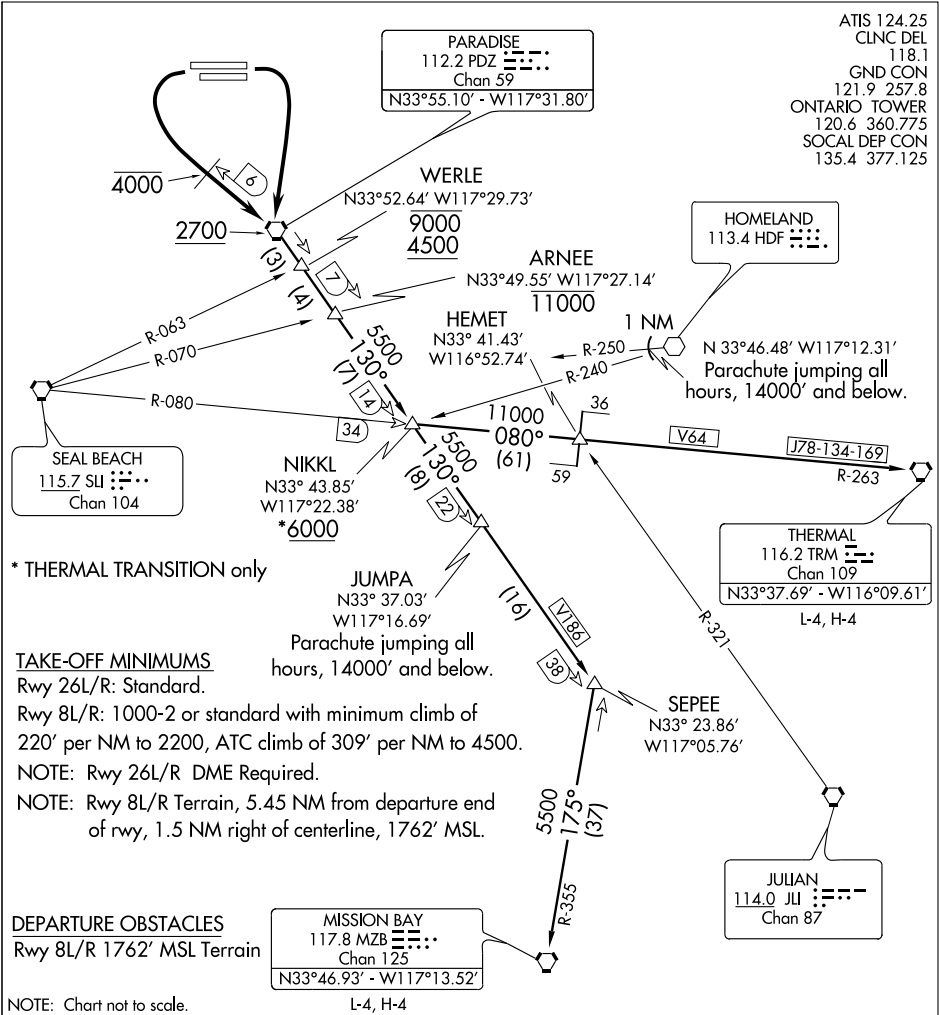 ATIS 124.25
CLNC DEL
118.1
GND CON
121.9 257.8
ONTARIO TOWER
120.6 360.775
SOCAL DEP CON
135.4 377.125
PARADISE
112.2 PDZ
Chan 59
N33°55.10' - W117°31.80'
6
4000
2700
WERLE
N33°52.64' W117°29.73'
9000
4500
ARNEE
N33°49.55' W117°27.14'
11000
HOMELAND
113.4 HDF
(3)
7
(4)
HEMET
N33° 41.43'
W116°52.74'
1 NM
N 33°46.48' W117°12.31'
Parachute jumping all
hours, 14000' and below.
R-250
R-240
R-063
R-070
R-080
5500
130°
(7)
14
34
11000
080°
(61)
36
59
V64
J78-134-169
R-263
SEAL BEACH
115.7 SLI
Chan 104
NIKKL
N33° 43.85'
W117°22.38'
*6000
5500
130°
(8)
22
THERMAL
116.2 TRM
Chan 109
N33°37.69' - W116°09.61'
L-4, H-4
* THERMAL TRANSITION only
JUMPA
N33° 37.03'
W117°16.69'
Parachute jumping all
hours, 14000' and below.
(16)
V186
38
R-321
SEPEE
N33° 23.86'
W117°05.76'
TAKE-OFF MINIMUMS
Rwy 26L/R: Standard.
Rwy 8L/R: 1000-2 or standard with minimum climb of
220' per NM to 2200, ATC climb of 309' per NM to 4500.
NOTE: Rwy 26L/R DME Required.
NOTE: Rwy 8L/R Terrain, 5.45 NM from departure end
of rwy, 1.5 NM right of centerline, 1762' MSL.
5500
175°
(37)
R-355
JULIAN
114.0 JLI
Chan 87
DEPARTURE OBSTACLES
Rwy 8L/R 1762' MSL Terrain
MISSION BAY
117.8 MZB
Chan 125
N33°46.93' - W117°13.52'
L-4, H-4
NOTE: Chart not to scale.